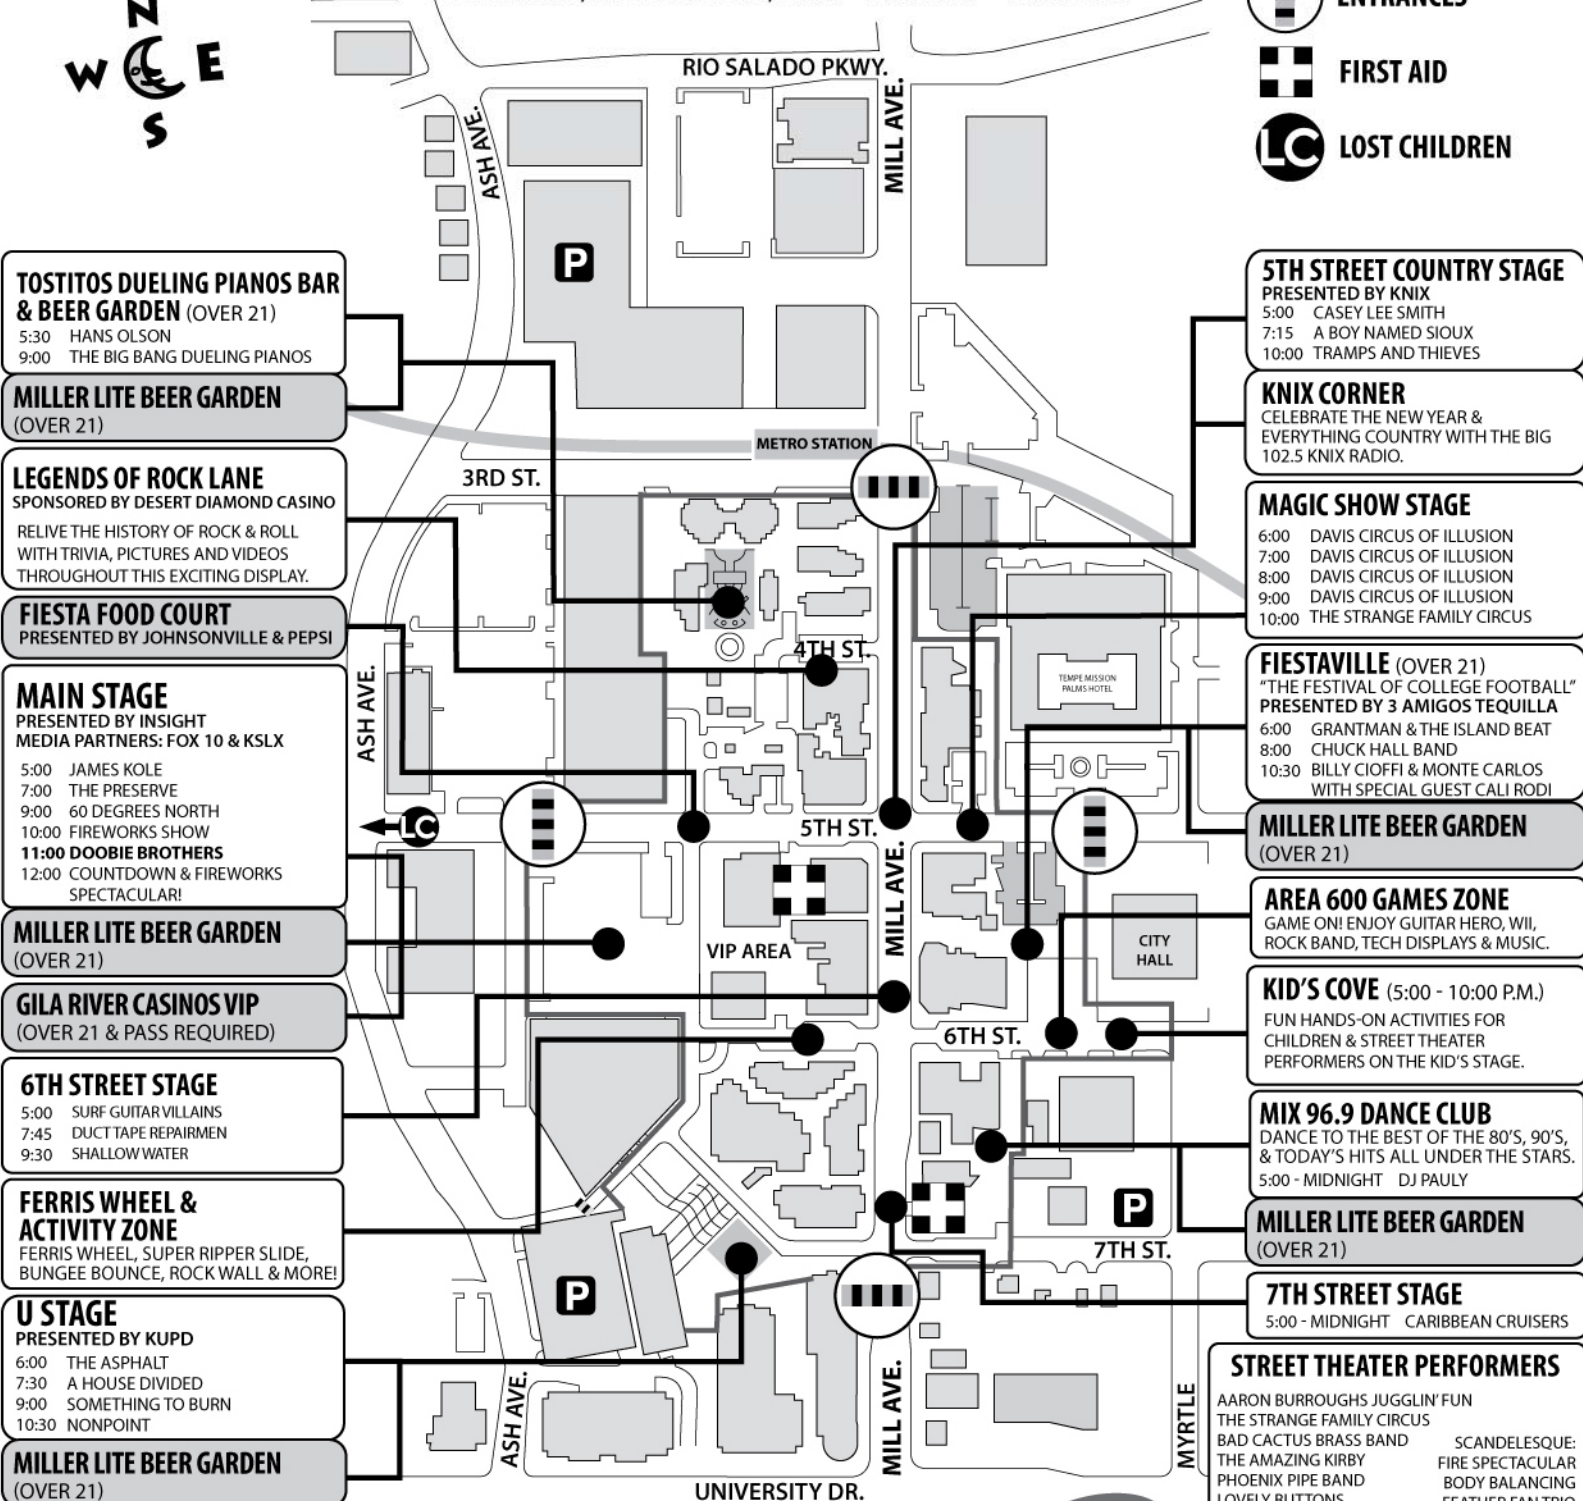 N
W E
S
ENTRANCES
FIRST AID
LC LOST CHILDREN
RIO SALADO PKWY.
ASH AVE.
MILL AVE.
P
TOSTITOS DUELING PIANOS BAR
& BEER GARDEN (OVER 21)
5:30 HANS OLSON
9:00 THE BIG BANG DUELING PIANOS
MILLER LITE BEER GARDEN
(OVER 21)
LEGENDS OF ROCK LANE
SPONSORED BY DESERT DIAMOND CASINO
RELIVE THE HISTORY OF ROCK & ROLL
WITH TRIVIA, PICTURES AND VIDEOS
THROUGHOUT THIS EXCITING DISPLAY.
FIESTA FOOD COURT
PRESENTED BY JOHNSONVILLE & PEPSI
MAIN STAGE
PRESENTED BY INSIGHT
MEDIA PARTNERS: FOX 10 & KSLX
5:00 JAMES KOLE
7:00 THE PRESERVE
9:00 60 DEGREES NORTH
10:00 FIREWORKS SHOW
11:00 DOOBIE BROTHERS
12:00 COUNTDOWN & FIREWORKS
SPECTACULAR!
MILLER LITE BEER GARDEN
(OVER 21)
GILA RIVER CASINOS VIP
(OVER 21 & PASS REQUIRED)
6TH STREET STAGE
5:00 SURF GUITAR VILLAINS
7:45 DUCT TAPE REPAIRMEN
9:30 SHALLOW WATER
FERRIS WHEEL &
ACTIVITY ZONE
FERRIS WHEEL, SUPER RIPPER SLIDE,
BUNGEE BOUNCE, ROCK WALL & MORE!
U STAGE
PRESENTED BY KUPD
6:00 THE ASPHALT
7:30 A HOUSE DIVIDED
9:00 SOMETHING TO BURN
10:30 NONPOINT
MILLER LITE BEER GARDEN
(OVER 21)
METRO STATION
3RD ST.
4TH ST.
TEMPE MISSION
PALMS HOTEL
ASH AVE.
LC
5TH ST.
MILL AVE.
VIP AREA
CITY
HALL
6TH ST.
P
7TH ST.
P
ASH AVE.
MILL AVE.
MYRTLE
UNIVERSITY DR.
5TH STREET COUNTRY STAGE
PRESENTED BY KNIX
5:00 CASEY LEE SMITH
7:15 A BOY NAMED SIOUX
10:00 TRAMPS AND THIEVES
KNIX CORNER
CELEBRATE THE NEW YEAR &
EVERYTHING COUNTRY WITH THE BIG
102.5 KNIX RADIO.
MAGIC SHOW STAGE
6:00 DAVIS CIRCUS OF ILLUSION
7:00 DAVIS CIRCUS OF ILLUSION
8:00 DAVIS CIRCUS OF ILLUSION
9:00 DAVIS CIRCUS OF ILLUSION
10:00 THE STRANGE FAMILY CIRCUS
FIESTAVILLE (OVER 21)
"THE FESTIVAL OF COLLEGE FOOTBALL"
PRESENTED BY 3 AMIGOS TEQUILLA
6:00 GRANTMAN & THE ISLAND BEAT
8:00 CHUCK HALL BAND
10:30 BILLY CIOFFI & MONTE CARLOS
WITH SPECIAL GUEST CALI RODI
MILLER LITE BEER GARDEN
(OVER 21)
AREA 600 GAMES ZONE
GAME ON! ENJOY GUITAR HERO, WII,
ROCK BAND, TECH DISPLAYS & MUSIC.
KID'S COVE (5:00 - 10:00 P.M.)
FUN HANDS-ON ACTIVITIES FOR
CHILDREN & STREET THEATER
PERFORMERS ON THE KID'S STAGE.
MIX 96.9 DANCE CLUB
DANCE TO THE BEST OF THE 80'S, 90'S,
& TODAY'S HITS ALL UNDER THE STARS.
5:00 - MIDNIGHT DJ PAULY
MILLER LITE BEER GARDEN
(OVER 21)
7TH STREET STAGE
5:00 - MIDNIGHT CARIBBEAN CRUISERS
STREET THEATER PERFORMERS
AARON BURROUGHS JUGGLIN' FUN
THE STRANGE FAMILY CIRCUS
BAD CACTUS BRASS BAND
THE AMAZING KIRBY
PHOENIX PIPE BAND
LOVELY BUTTONS
SCANDELESQUE:
FIRE SPECTACULAR
BODY BALANCING
FEATHER FAN TRIO